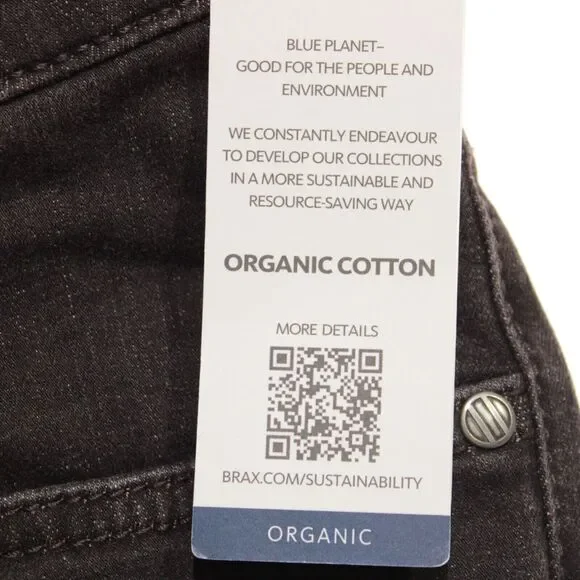 BLUE PLANET–
GOOD FOR THE PEOPLE AND
ENVIRONMENT
WE CONSTANTLY ENDEAVOUR
TO DEVELOP OUR COLLECTIONS
IN A MORE SUSTAINABLE AND
RESOURCE-SAVING WAY
ORGANIC COTTON
MORE DETAILS
BRAX.COM/SUSTAINABILITY
ORGANIC